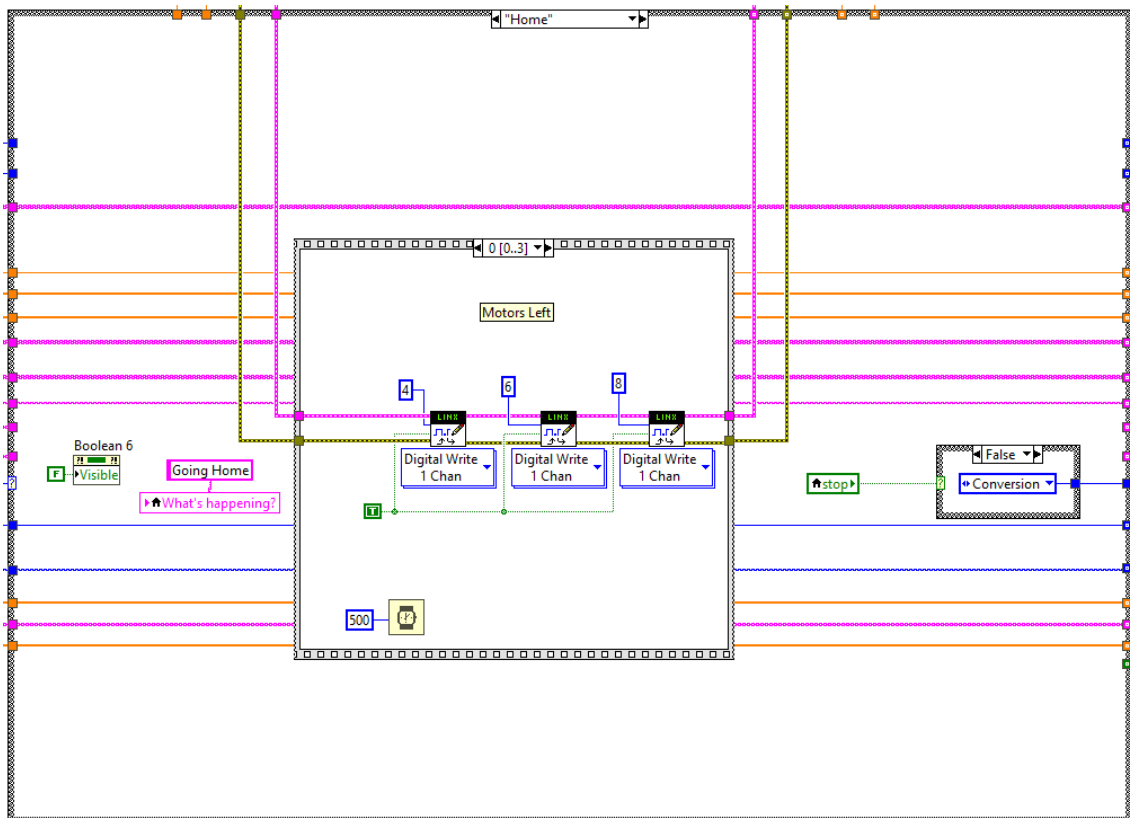 "Home"
0 [0..3]
Motors Left
4
6
8
LINX
LINX
LINX
Digital Write
1 Chan
Digital Write
1 Chan
Digital Write
1 Chan
Boolean 6
F
Visible
Going Home
What's happening?
T
500
stop
?
False
Conversion
?